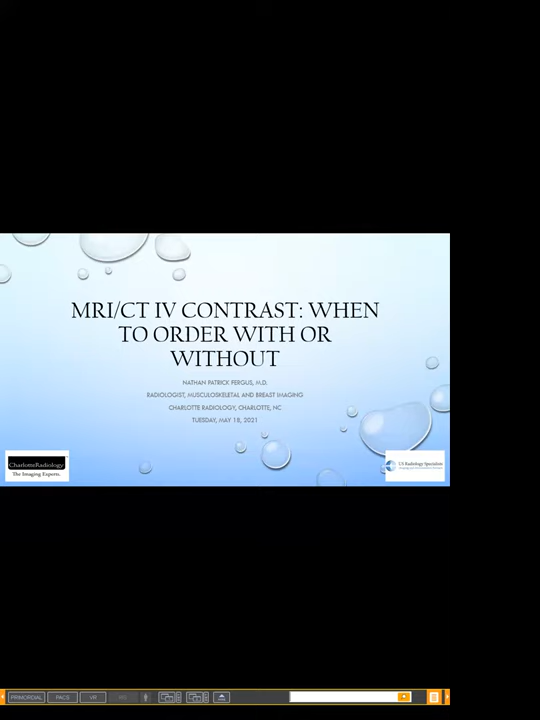 MRI/CT IV CONTRAST: WHEN
TO ORDER WITH OR
WITHOUT
NATHAN PATRICK FERGUS, M.D.
RADIOLOGIST, MUSCULOSKELETAL AND BREAST IMAGING
CHARLOTTE RADIOLOGY, CHARLOTTE, NC
TUESDAY, MAY 18, 2021
CharlotteRadiology
The Imaging Experts.
US Radiology Specialists
PRIMORDIAL
PACS
VR